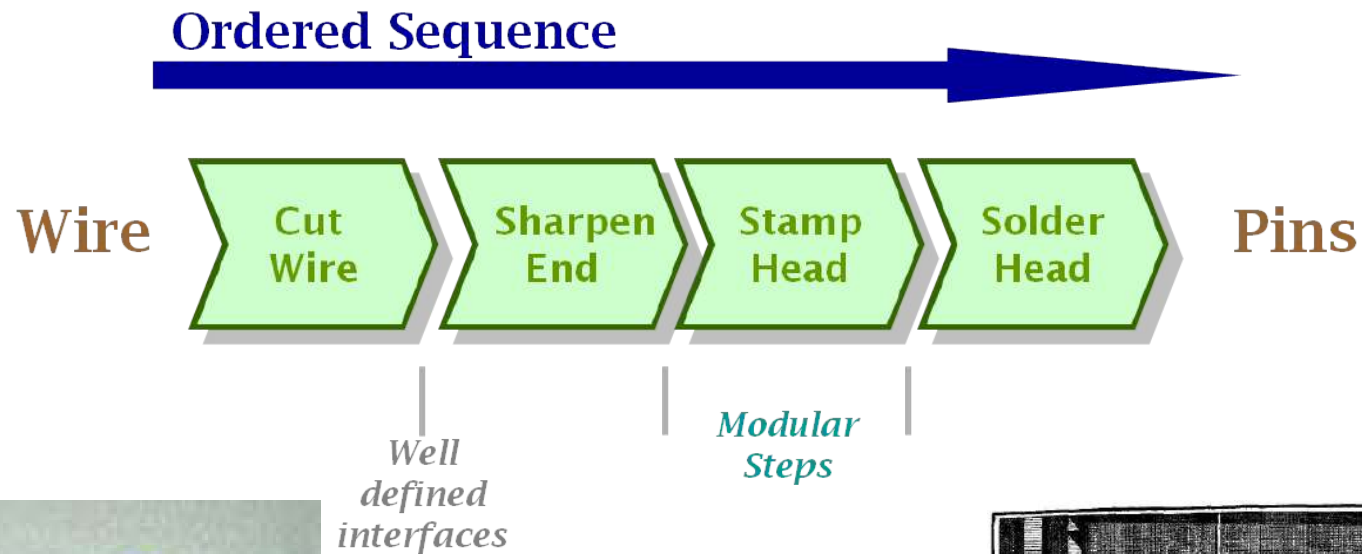 Ordered Sequence
Wire
Cut
Wire
Sharpen
End
Stamp
Head
Solder
Head
Pins
Well
defined
interfaces
Modular
Steps